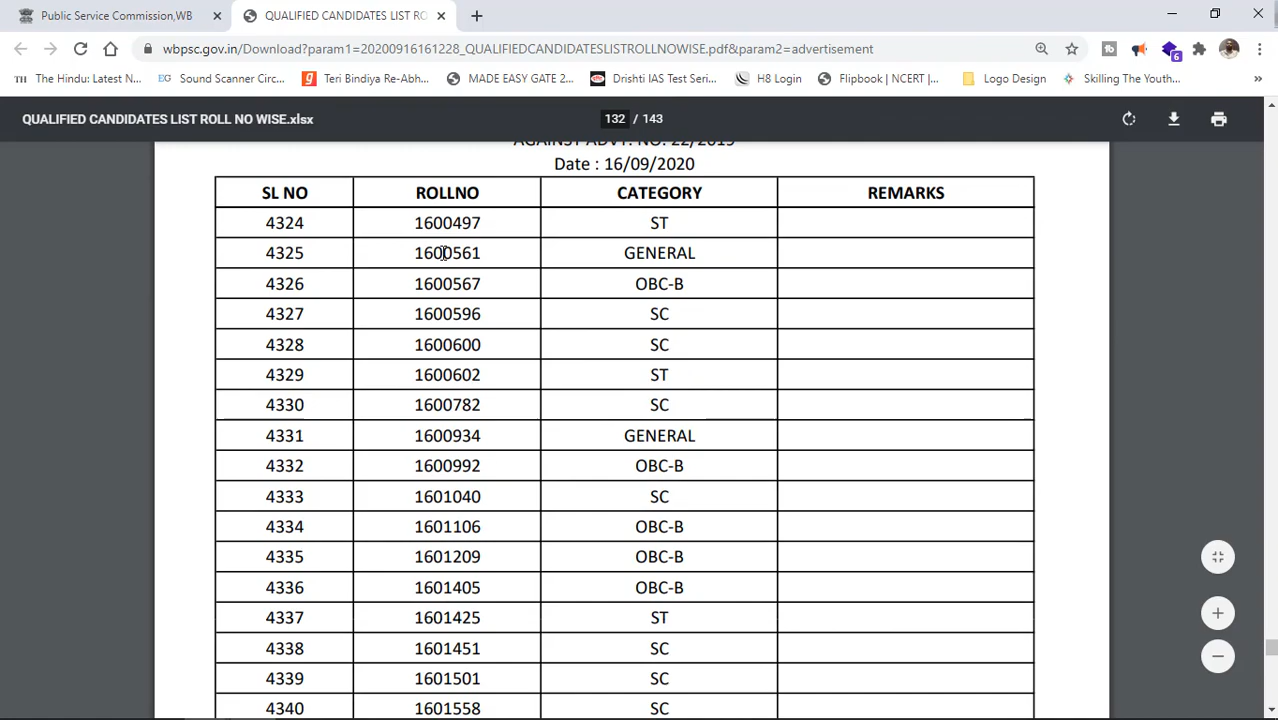 Public Service Commission,WB
QUALIFIED CANDIDATES LIST RO
wbpsc.gov.in/Download?param1=20200916161228_QUALIFIEDCANDIDATESLISTROLLNOWISE.pdf&param2=advertisement
6
TH The Hindu: Latest N... EG Sound Scanner Circ... g Teri Bindiya Re-Abh... MADE EASY GATE 2... Drishti IAS Test Seri... H8 Login Flipbook | NCERT |... Logo Design Skilling The Youth... »
QUALIFIED CANDIDATES LIST ROLL NO WISE.xlsx 132 / 143
AGAINST ADVT. NO. 22/2019
Date : 16/09/2020
SL NO ROLLNO CATEGORY REMARKS
4324 1600497 ST
4325 1600561 GENERAL
4326 1600567 OBC-B
4327 1600596 SC
4328 1600600 SC
4329 1600602 ST
4330 1600782 SC
4331 1600934 GENERAL
4332 1600992 OBC-B
4333 1601040 SC
4334 1601106 OBC-B
4335 1601209 OBC-B
4336 1601405 OBC-B
4337 1601425 ST
4338 1601451 SC
4339 1601501 SC
4340 1601558 SC